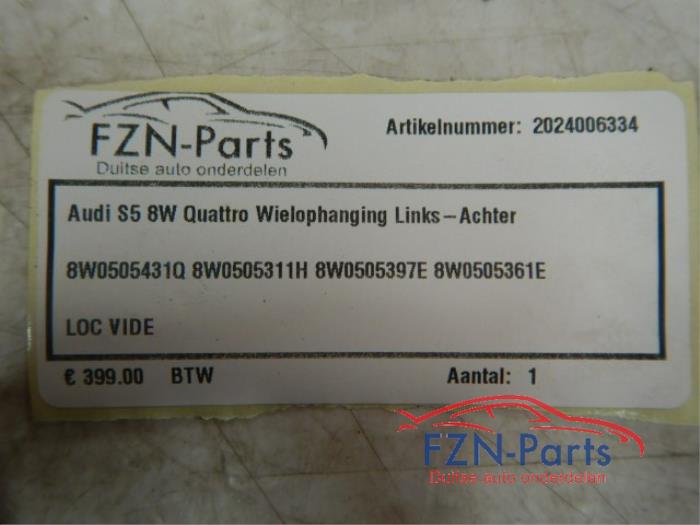 FZN-Parts
Duitse auto onderdelen
Artikelnummer: 2024006334
Audi S5 8W Quattro Wielophanging Links-Achter
8W0505431Q 8W0505311H 8W0505397E 8W0505361E
LOC VIDE
€ 399.00 BTW Aantal: 1
FZN-Parts
Duitse auto onderdelen